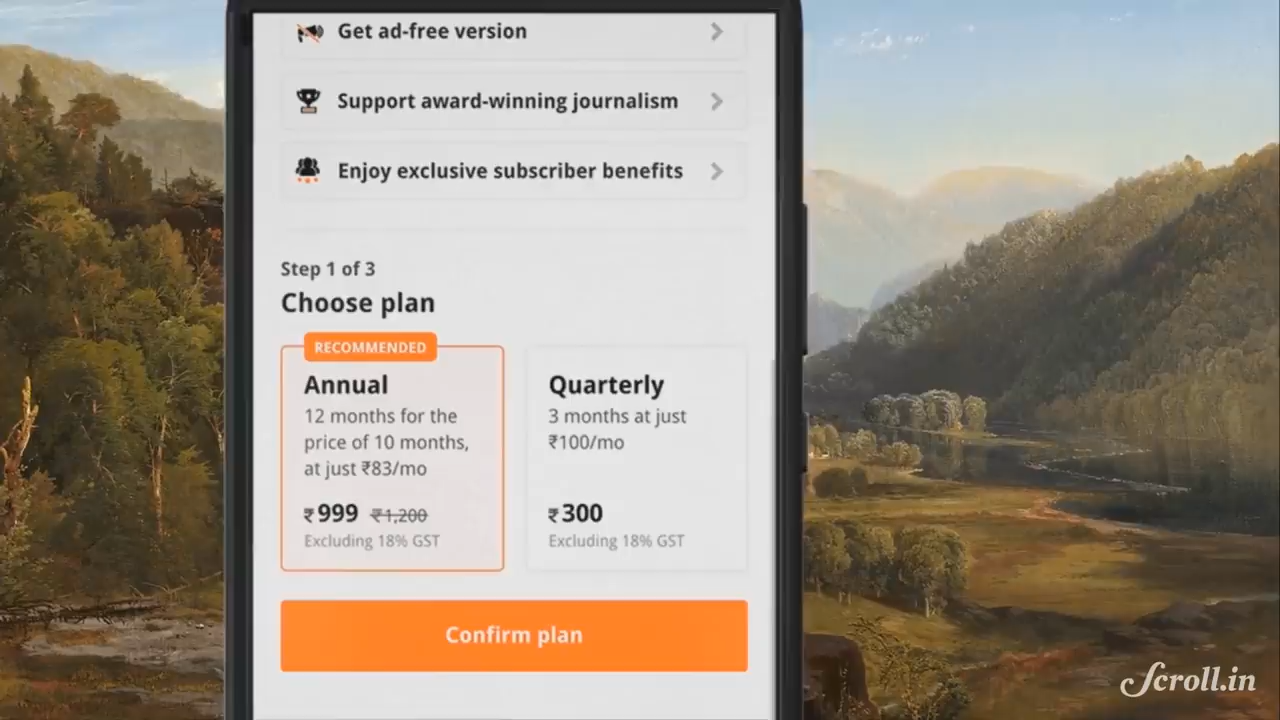 Get ad-free version
Support award-winning journalism
Enjoy exclusive subscriber benefits
Step 1 of 3
Choose plan
RECOMMENDED
Annual
12 months for the
price of 10 months,
at just ₹83/mo
₹999 ₹1,200
Excluding 18% GST
Quarterly
3 months at just
₹100/mo
₹300
Excluding 18% GST
Confirm plan
Scroll.in